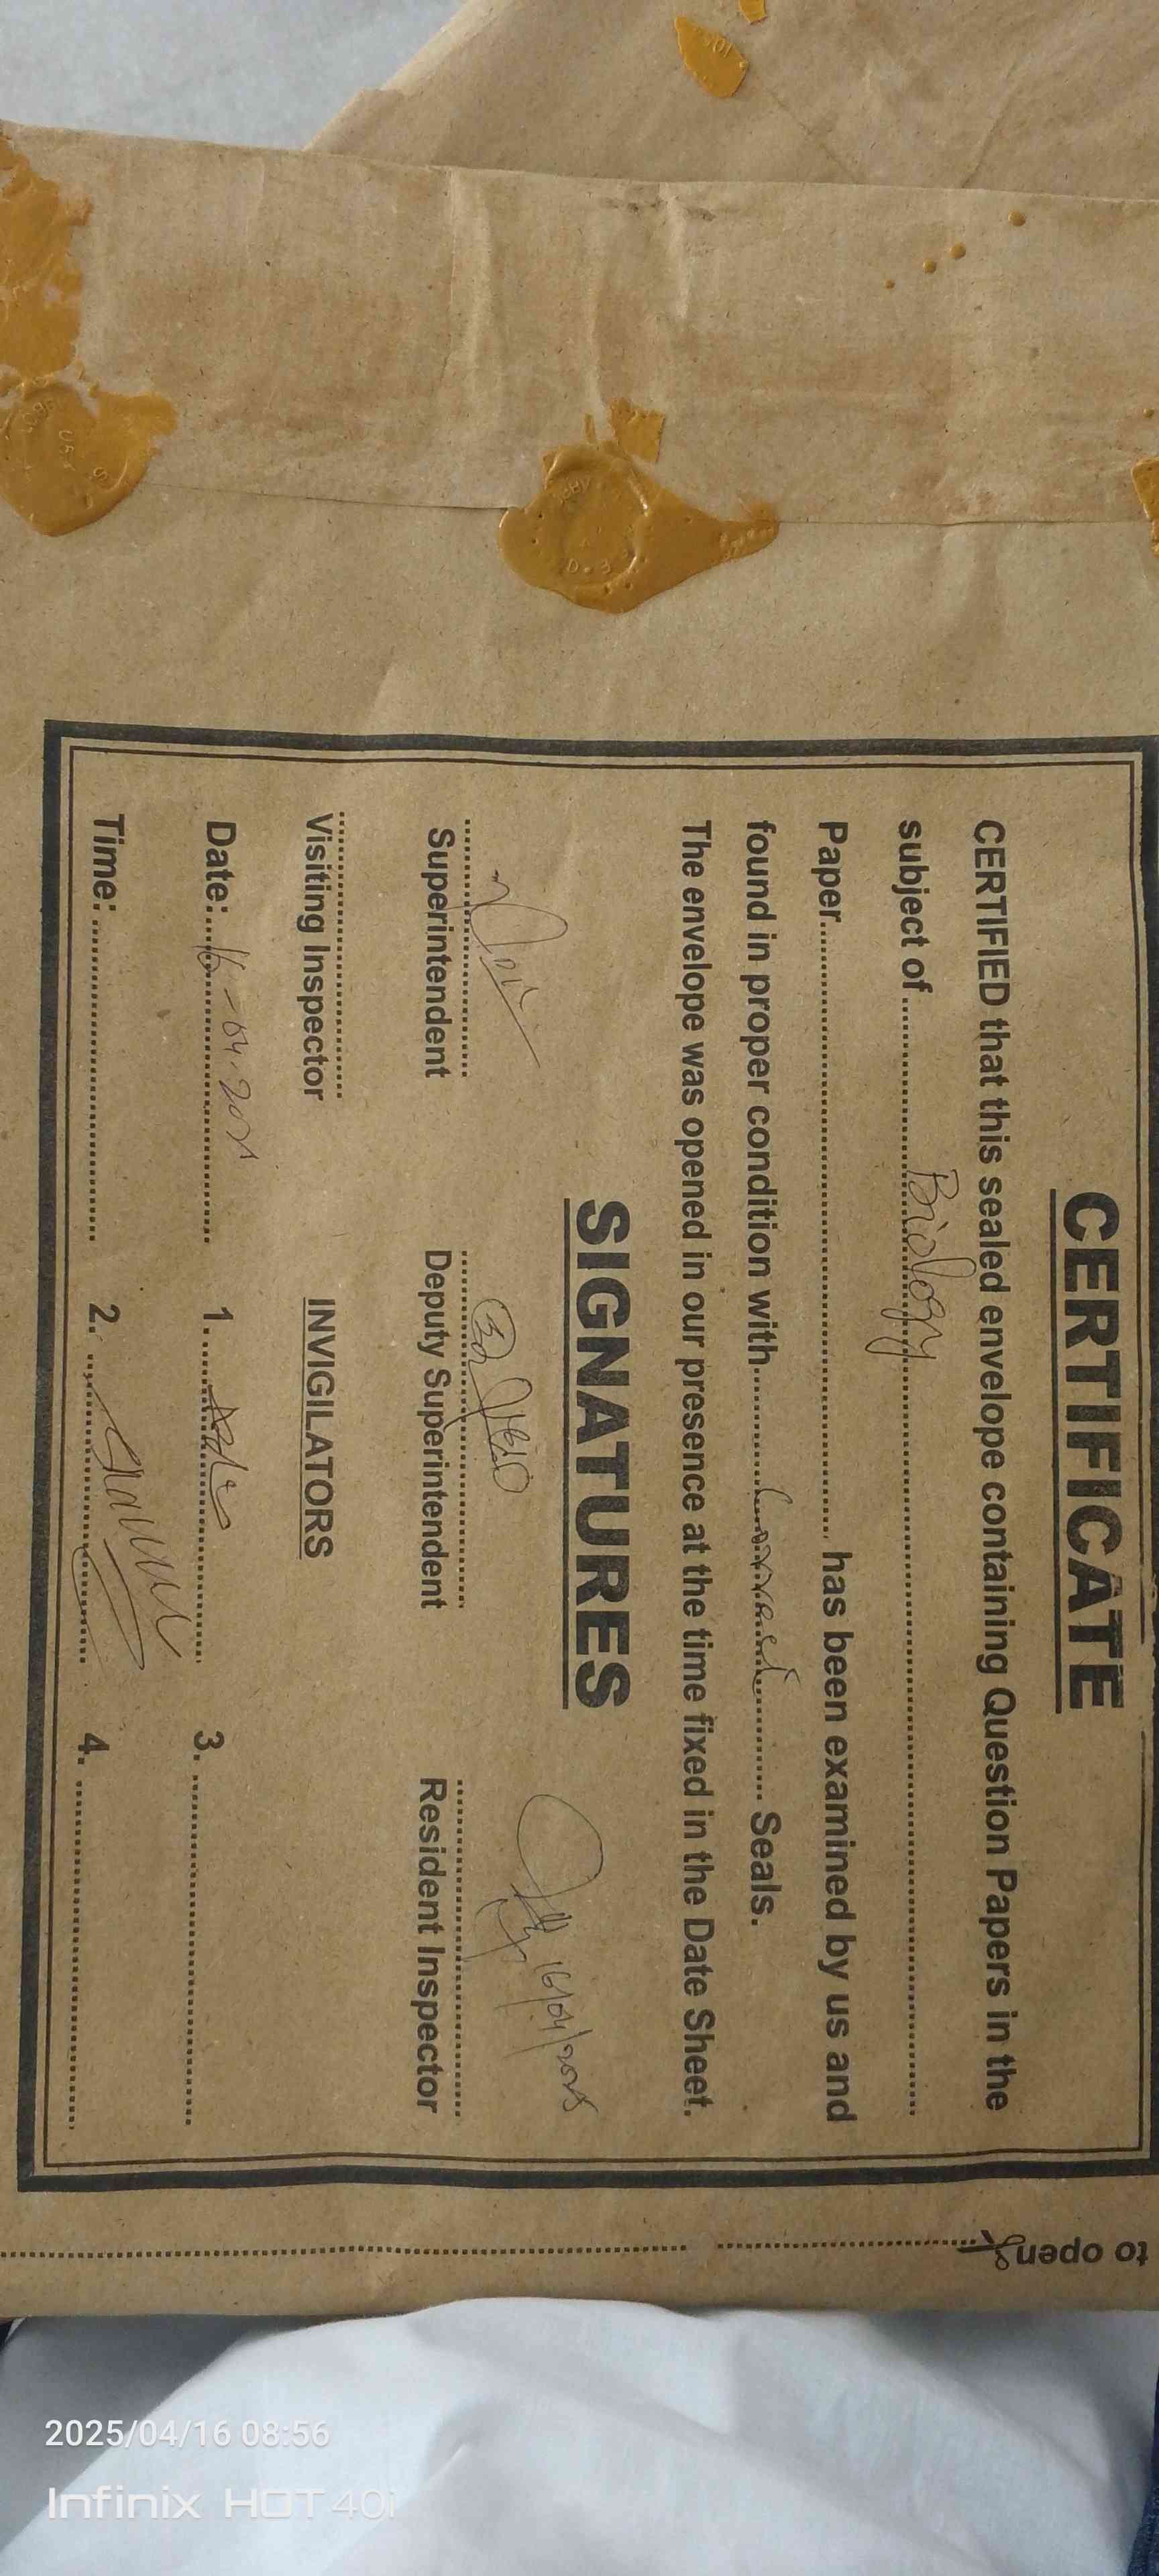 CERTIFICATE
CERTIFIED that this sealed envelope containing Question Papers in the
subject of Biology
Paper has been examined by us and
found in proper condition with Seals.
The envelope was opened in our presence at the time fixed in the Date Sheet.
SIGNATURES
16/04/2025
Superintendent Deputy Superintendent Resident Inspector
Visiting Inspector INVIGILATORS
Date: 16-04-2025 1. 3.
Time: 2. 4.
to open
2025/04/16 08:56
Infinix HOT 40i